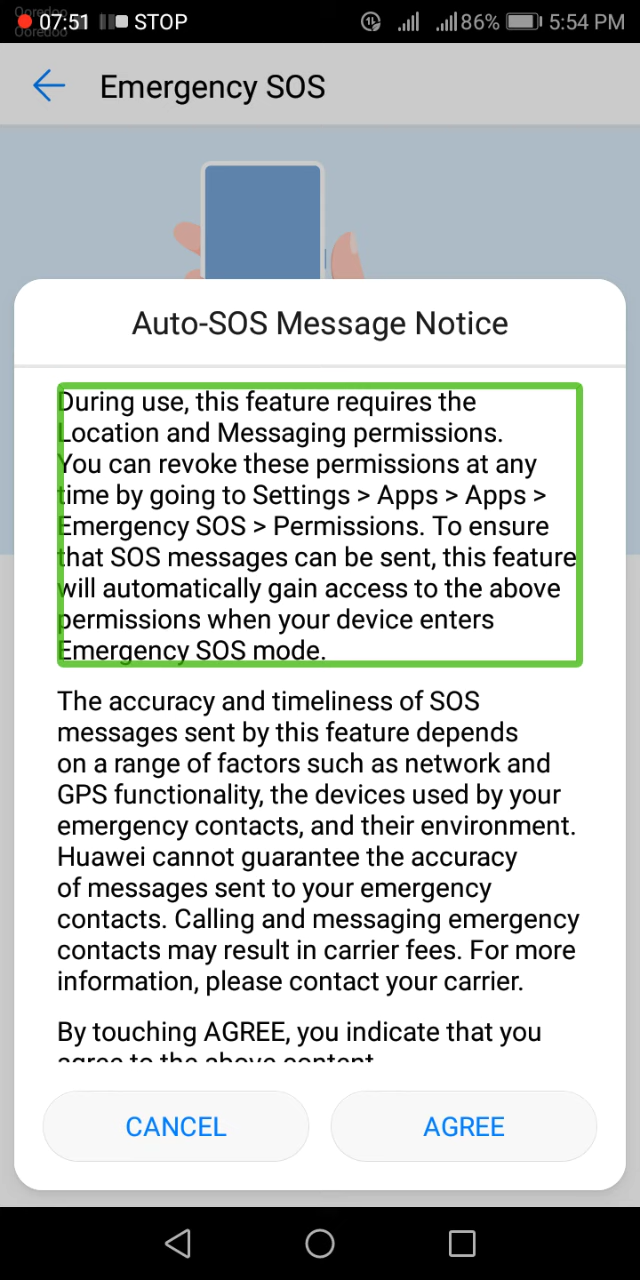 Ooredoo
Ooredoo
07:51 STOP 86% 5:54 PM
Emergency SOS
Auto-SOS Message Notice
During use, this feature requires the
Location and Messaging permissions.
You can revoke these permissions at any
time by going to Settings > Apps > Apps >
Emergency SOS > Permissions. To ensure
that SOS messages can be sent, this feature
will automatically gain access to the above
permissions when your device enters
Emergency SOS mode.
The accuracy and timeliness of SOS
messages sent by this feature depends
on a range of factors such as network and
GPS functionality, the devices used by your
emergency contacts, and their environment.
Huawei cannot guarantee the accuracy
of messages sent to your emergency
contacts. Calling and messaging emergency
contacts may result in carrier fees. For more
information, please contact your carrier.
By touching AGREE, you indicate that you
agree to the above content
CANCEL AGREE